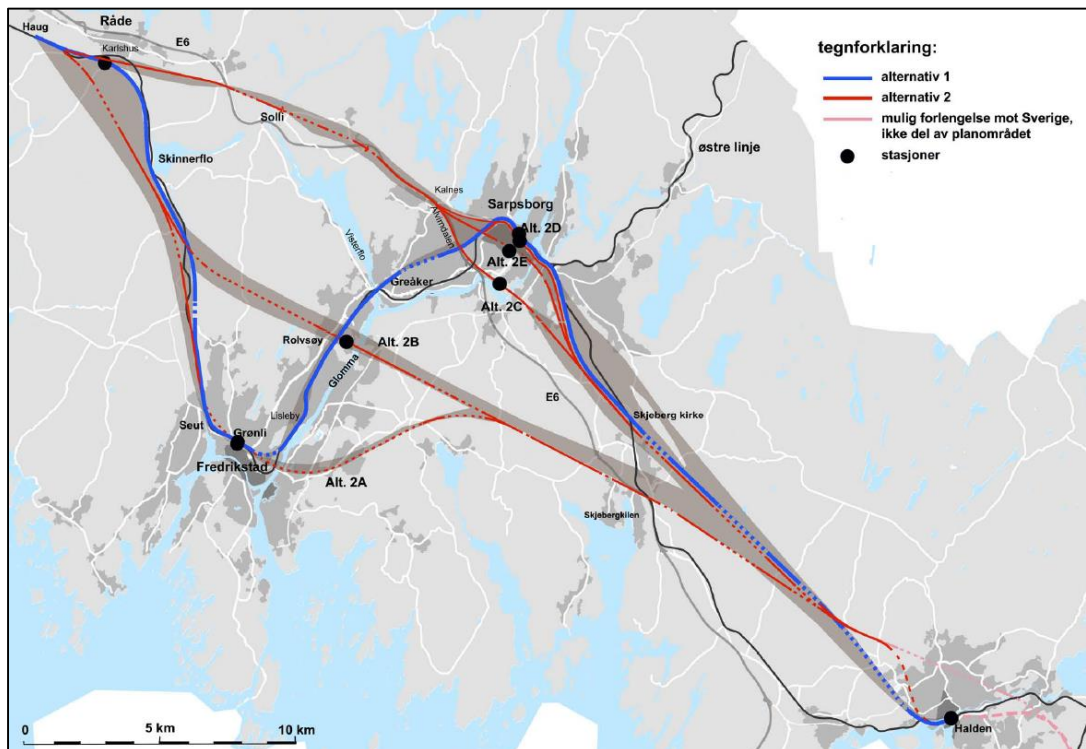 Råde
Haug
Karlshus
E6
tegnforklaring:
alternativ 1
alternativ 2
mulig forlengelse mot Sverige,
ikke del av planområdet
stasjoner
Solli
østre linje
Skinnerflo
Kalnes
Sarpsborg
Alvimdalen
Alt. 2D
Visterflo
Alt. 2E
Greåker
Alt. 2C
Rolvsøy
Alt. 2B
Glomma
E6
Lisleby
Skjeberg kirke
Seut
Grønli
Fredrikstad
Alt. 2A
Skjebergkilen
0 km
5 km
10 km
Halden